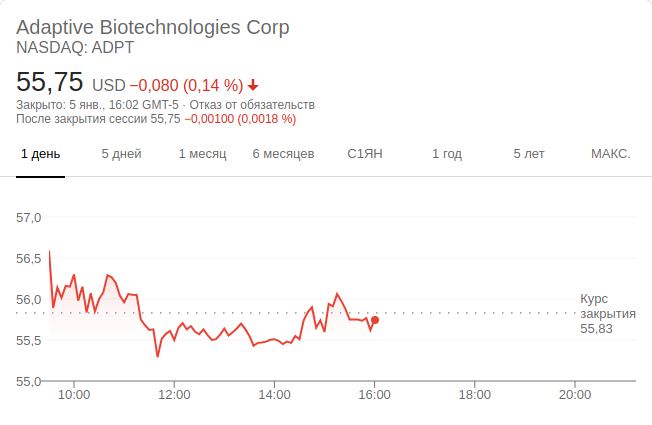 Adaptive Biotechnologies Corp
NASDAQ: ADPT
55,75 USD −0,080 (0,14 %)
Закрыто: 5 янв., 16:02 GMT-5 · Отказ от обязательств
После закрытия сессии 55,75 −0,00100 (0,0018 %)
1 день 5 дней 1 месяц 6 месяцев С1ЯН 1 год 5 лет МАКС.
57,0
56,5
56,0
55,5
55,0
Курс
закрытия
55,83
10:00 12:00 14:00 16:00 18:00 20:00